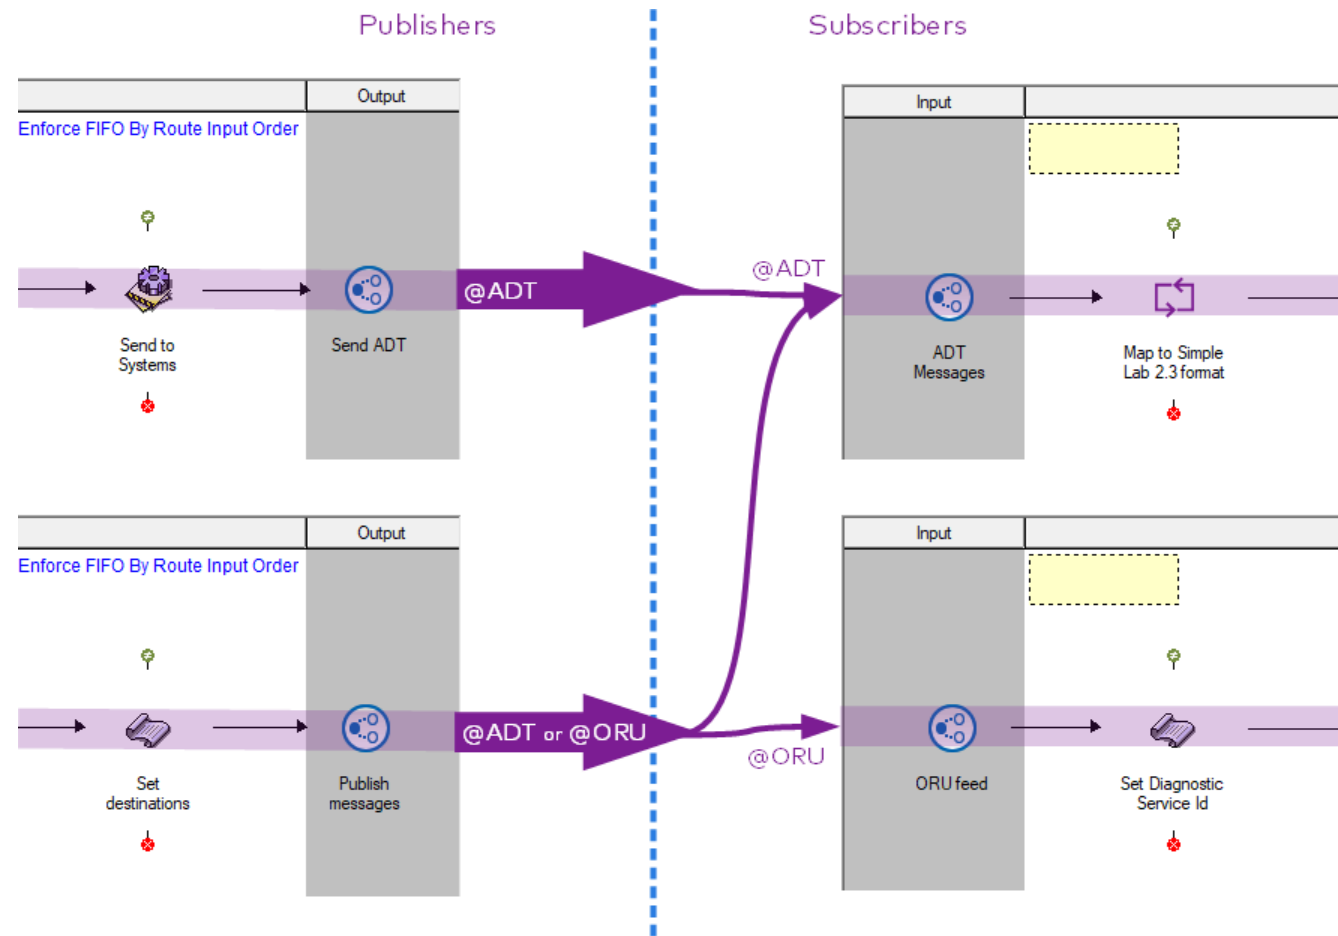 Publishers
Subscribers
Output
Enforce FIFO By Route Input Order
Send to
Systems
Send ADT
@ADT
@ADT
Input
ADT
Messages
Map to Simple
Lab 2.3 format
Output
Enforce FIFO By Route Input Order
Set
destinations
Publish
messages
@ADT or @ORU
@ORU
Input
ORU feed
Set Diagnostic
Service Id